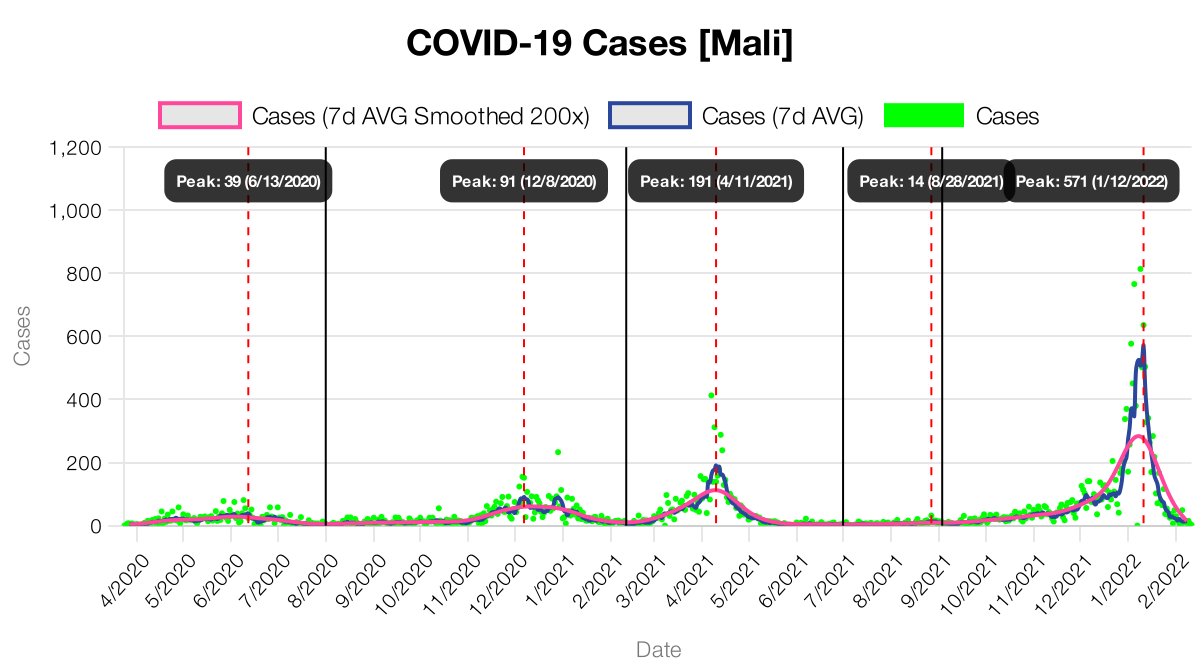 COVID-19 Cases [Mali]
Cases (7d AVG Smoothed 200x) Cases (7d AVG) Cases
1,200
1,000
800
600
400
200
0
Cases
Peak: 39 (6/13/2020) Peak: 91 (12/8/2020) Peak: 191 (4/11/2021) Peak: 14 (8/28/2021) Peak: 571 (1/12/2022)
4/2020 5/2020 6/2020 7/2020 8/2020 9/2020 10/2020 11/2020 12/2020 1/2021 2/2021 3/2021 4/2021 5/2021 6/2021 7/2021 8/2021 9/2021 10/2021 11/2021 12/2021 1/2022 2/2022
Date